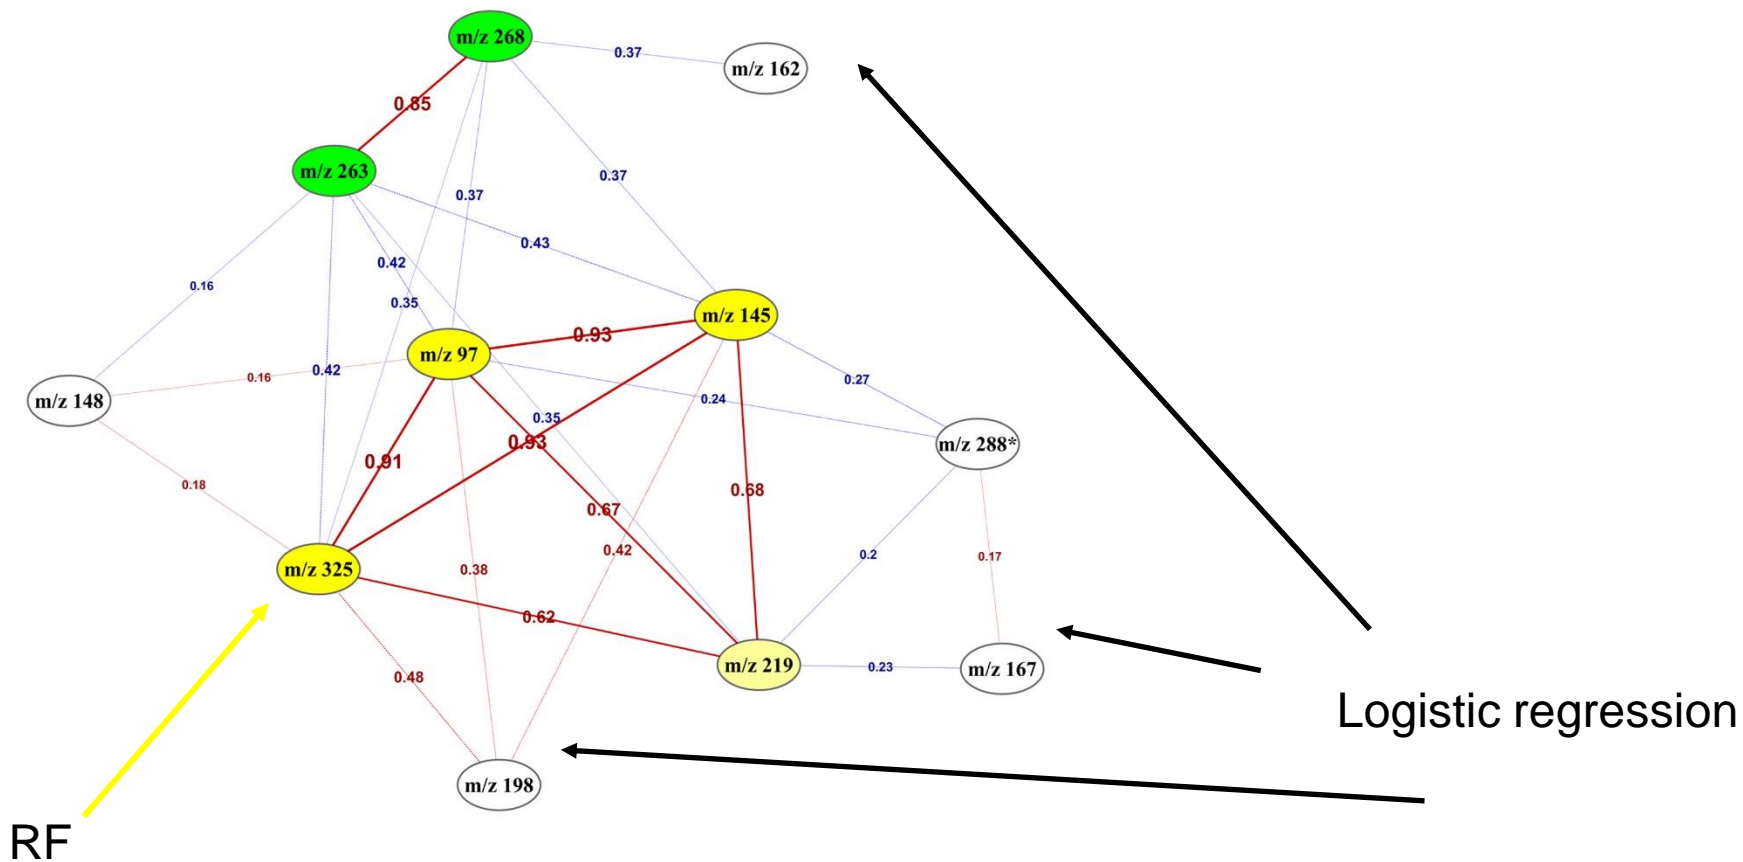 m/z 268
0.37
m/z 162
0.85
m/z 263
0.37
0.37
0.43
0.42
0.16
0.35
m/z 145
0.93
m/z 97
0.42
0.16
0.27
m/z 148
0.24
0.35
0.93
m/z 288*
0.91
0.18
0.68
0.67
0.42
0.2
0.17
m/z 325
0.38
0.62
m/z 219
0.23
m/z 167
0.48
Logistic regression
m/z 198
RF